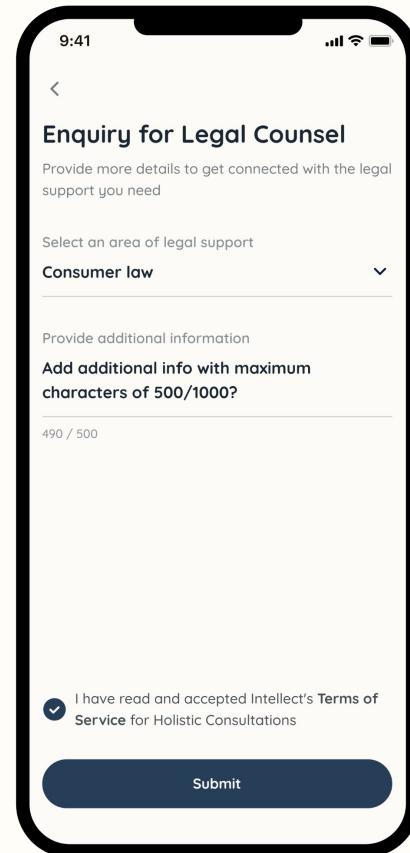 9:41
Enquiry for Legal Counsel
Provide more details to get connected with the legal
support you need
Select an area of legal support
Consumer law
Provide additional information
Add additional info with maximum
characters of 500/1000?
490 / 500
I have read and accepted Intellect's Terms of
Service for Holistic Consultations
Submit